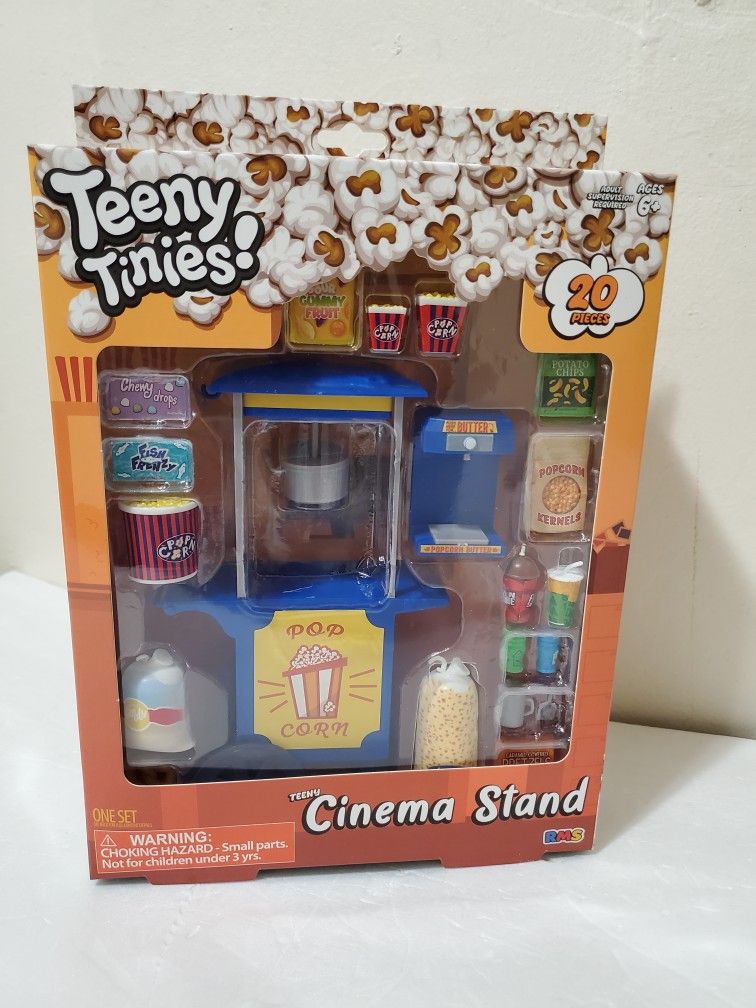 Teeny
Tinies!
ADULT
SUPERVISION
REQUIRED
AGES
6+
20
PIECES
SOUR
GUMMY
FRUIT
POP
CORN
POP
CORN
POTATO
CHIPS
Chewy
drops
FISH
FRENZY
BUTTER
POPCORN
KERNELS
POP
CORN
POPCORN BUTTER
POP
CORN
PRETZELS
TEENY
Cinema Stand
ONE SET
WARNING:
CHOKING HAZARD - Small parts.
Not for children under 3 yrs.
RMS